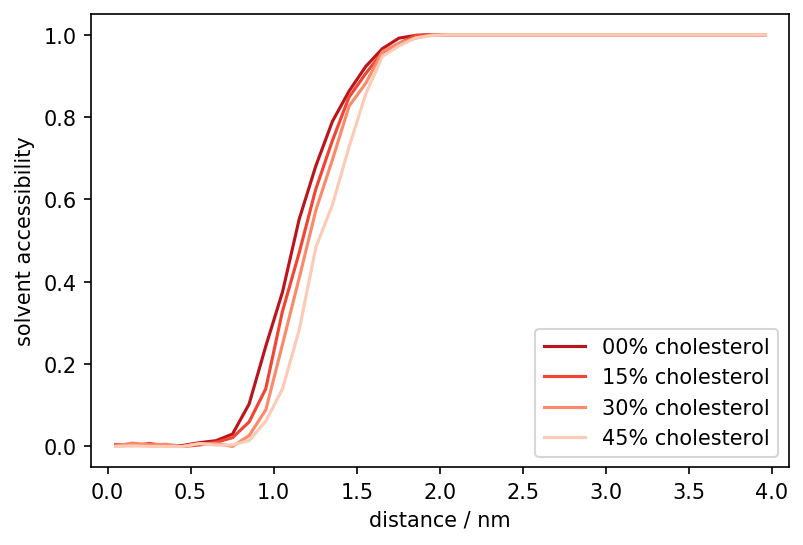 1.0
0.8
0.6
0.4
0.2
0.0
solvent accessibility
00% cholesterol
15% cholesterol
30% cholesterol
45% cholesterol
0.0 0.5 1.0 1.5 2.0 2.5 3.0 3.5 4.0
distance / nm